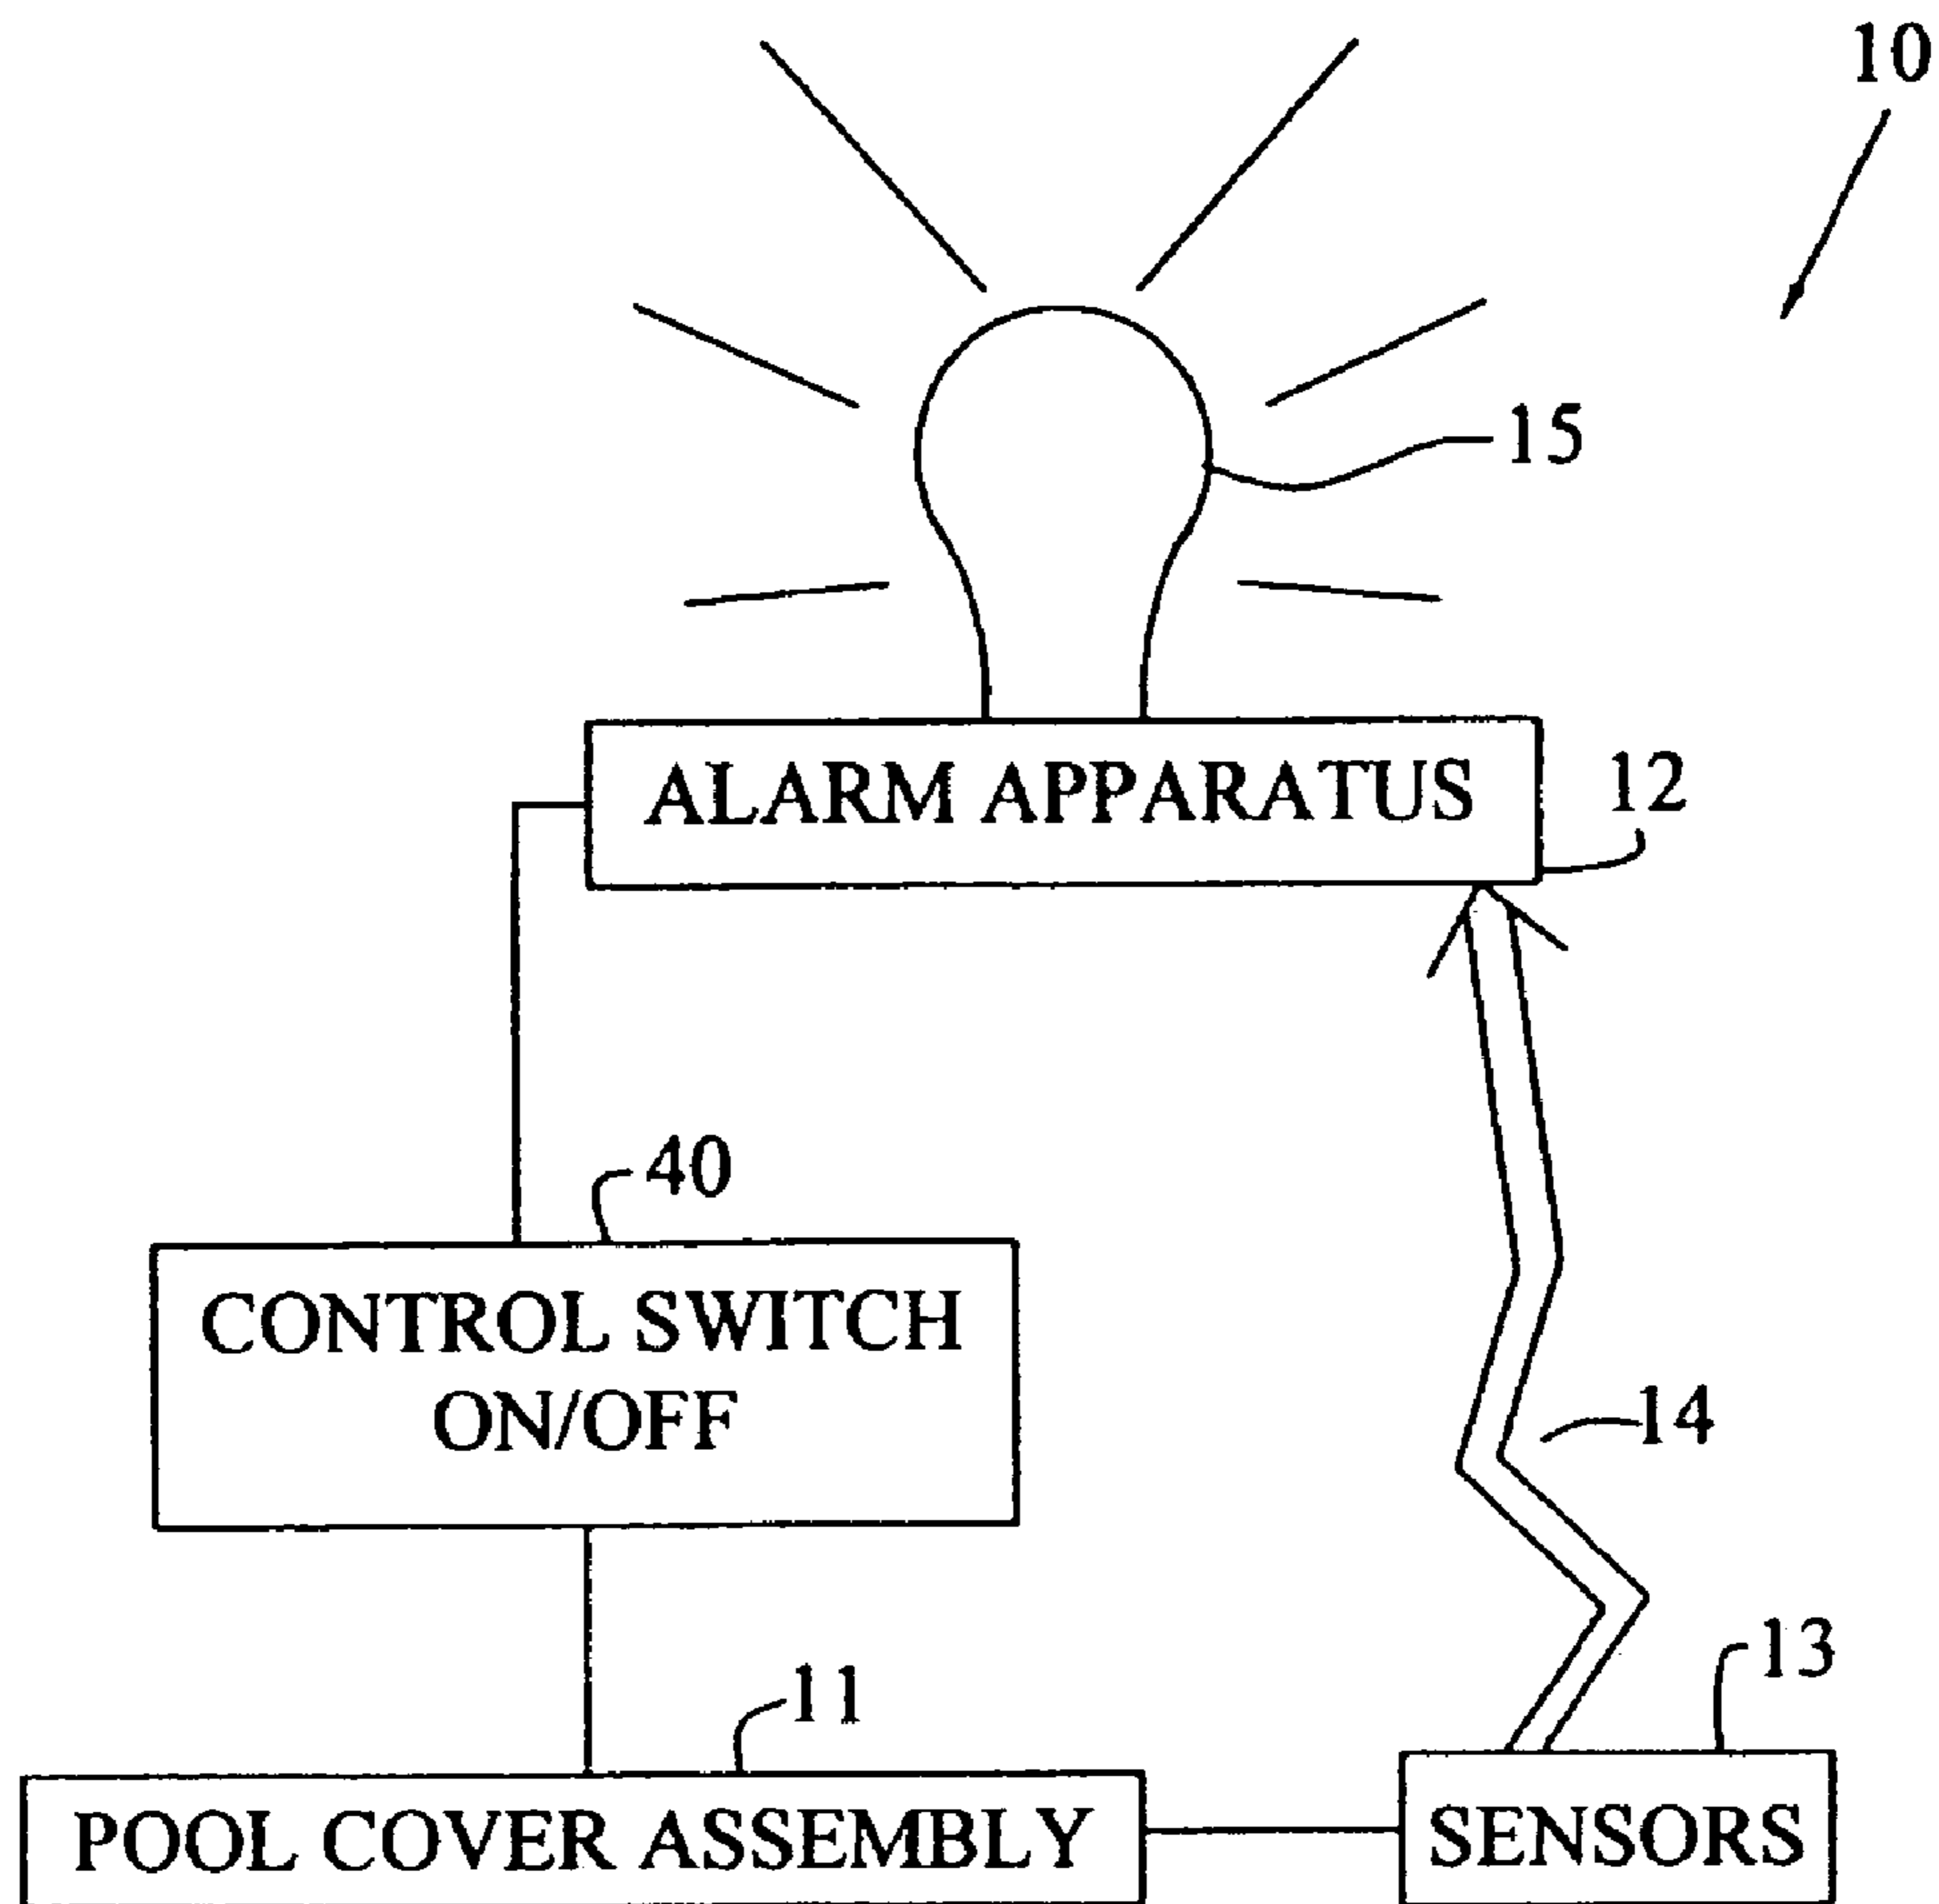 10
15
ALARM APPARATUS
12
40
CONTROL SWITCH
ON/OFF
14
13
11
POOL COVER ASSEMBLY
SENSORS